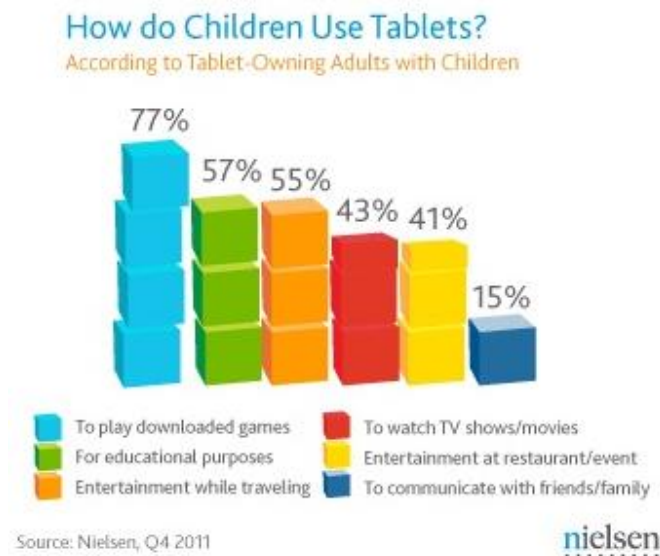 How do Children Use Tablets?
According to Tablet-Owning Adults with Children
77%
57%
55%
43%
41%
15%
To play downloaded games
For educational purposes
Entertainment while traveling
To watch TV shows/movies
Entertainment at restaurant/event
To communicate with friends/family
Source: Nielsen, Q4 2011
nielsen